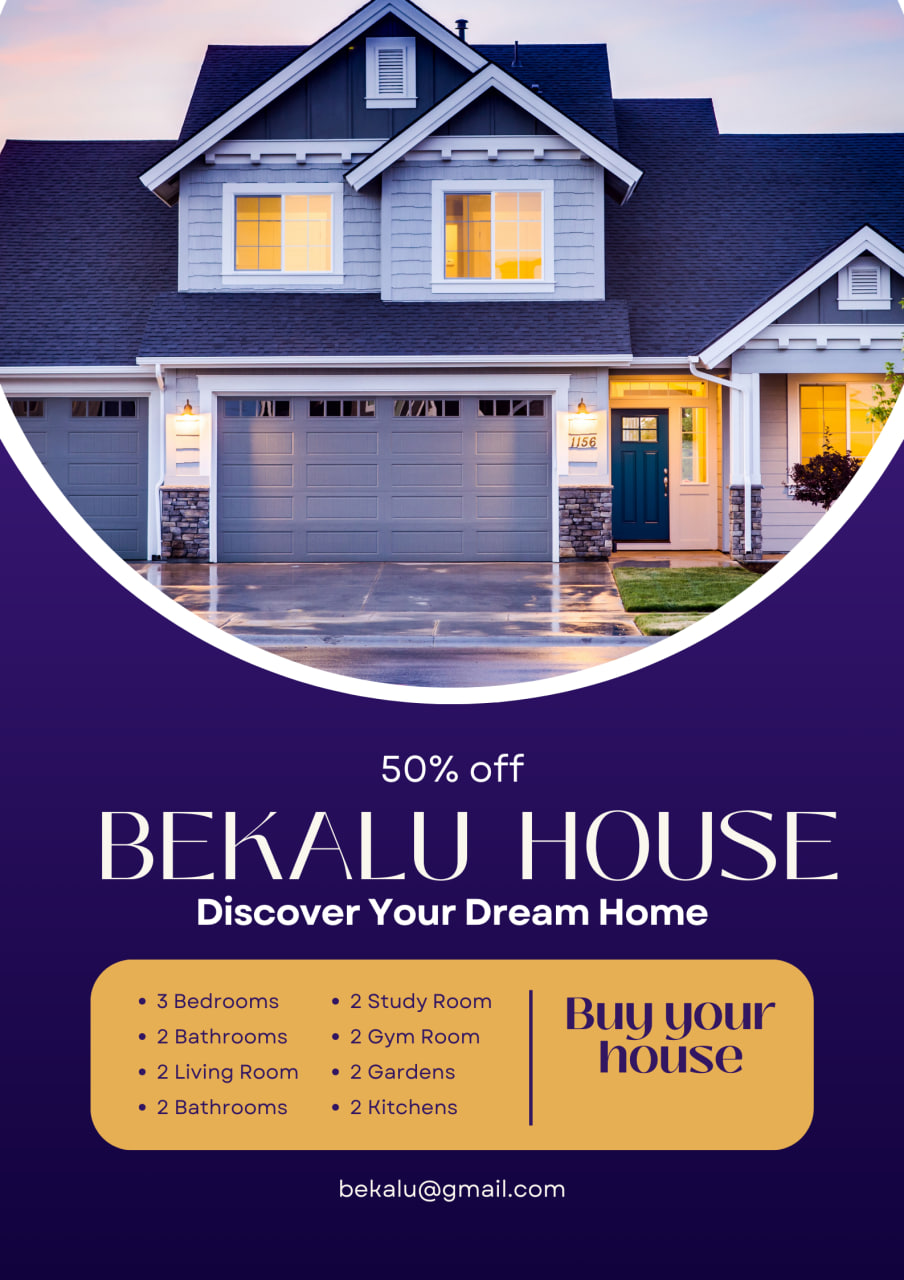 1156
50% off
BEKALU HOUSE
Discover Your Dream Home
• 3 Bedrooms
• 2 Bathrooms
• 2 Living Room
• 2 Bathrooms
• 2 Study Room
• 2 Gym Room
• 2 Gardens
• 2 Kitchens
Buy your
house
bekalu@gmail.com